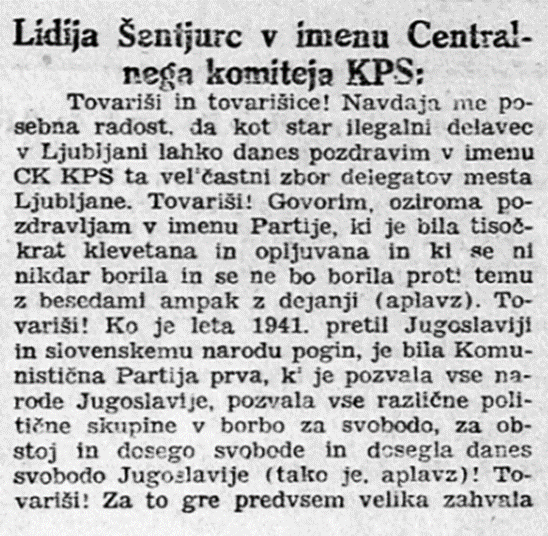 Lidija Šentjurc v imenu Central-
nega komiteja KPS:
Tovariši in tovarišice! Navdaja me po-
sebna radost, da kot star ilegalni delavec
v Ljubljani lahko danes pozdravim v imenu
CK KPS ta vel'častni zbor delegatov mesta
Ljubljane. Tovariši! Govorim, oziroma po-
zdravljam v imenu Partije, ki je bila tisoč-
krat klevetana in opljuvana in ki se ni
nikdar borila in se ne bo borila proti temu
z besedami ampak z dejanji (aplavz). To-
variši! Ko je leta 1941. pretil Jugoslaviji
in slovenskemu narodu pogin, je bila Komu-
nistična Partija prva, ki je pozvala vse na-
rode Jugoslavije, pozvala vse različne poli-
tične skupine v borbo za svobodo, za ob-
stoj in dosego svobode in dosegla danes
svobodo Jugoslavije (tako je, aplavz)! To-
variši! Za to gre predvsem velika zahvala